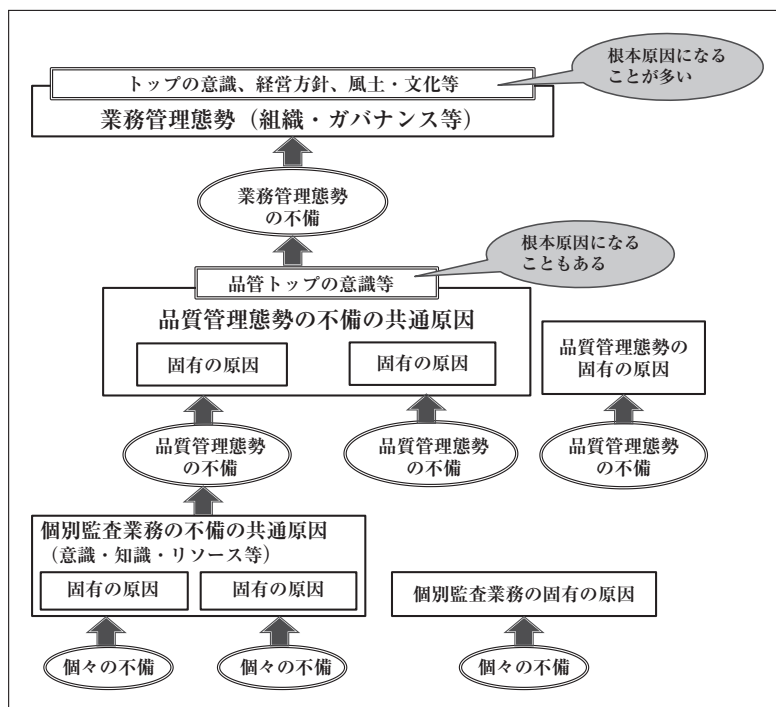 根本原因になる
ことが多い
トップの意識、経営方針、風土・文化等
業務管理態勢（組織・ガバナンス等）
業務管理態勢
の不備
根本原因になる
こともある
品管トップの意識等
品質管理態勢の不備の共通原因
固有の原因
固有の原因
品質管理態勢の
固有の原因
品質管理態勢
の不備
品質管理態勢
の不備
品質管理態勢
の不備
個別監査業務の不備の共通原因
（意識・知識・リソース等）
固有の原因
固有の原因
個別監査業務の固有の原因
個々の不備
個々の不備
個々の不備